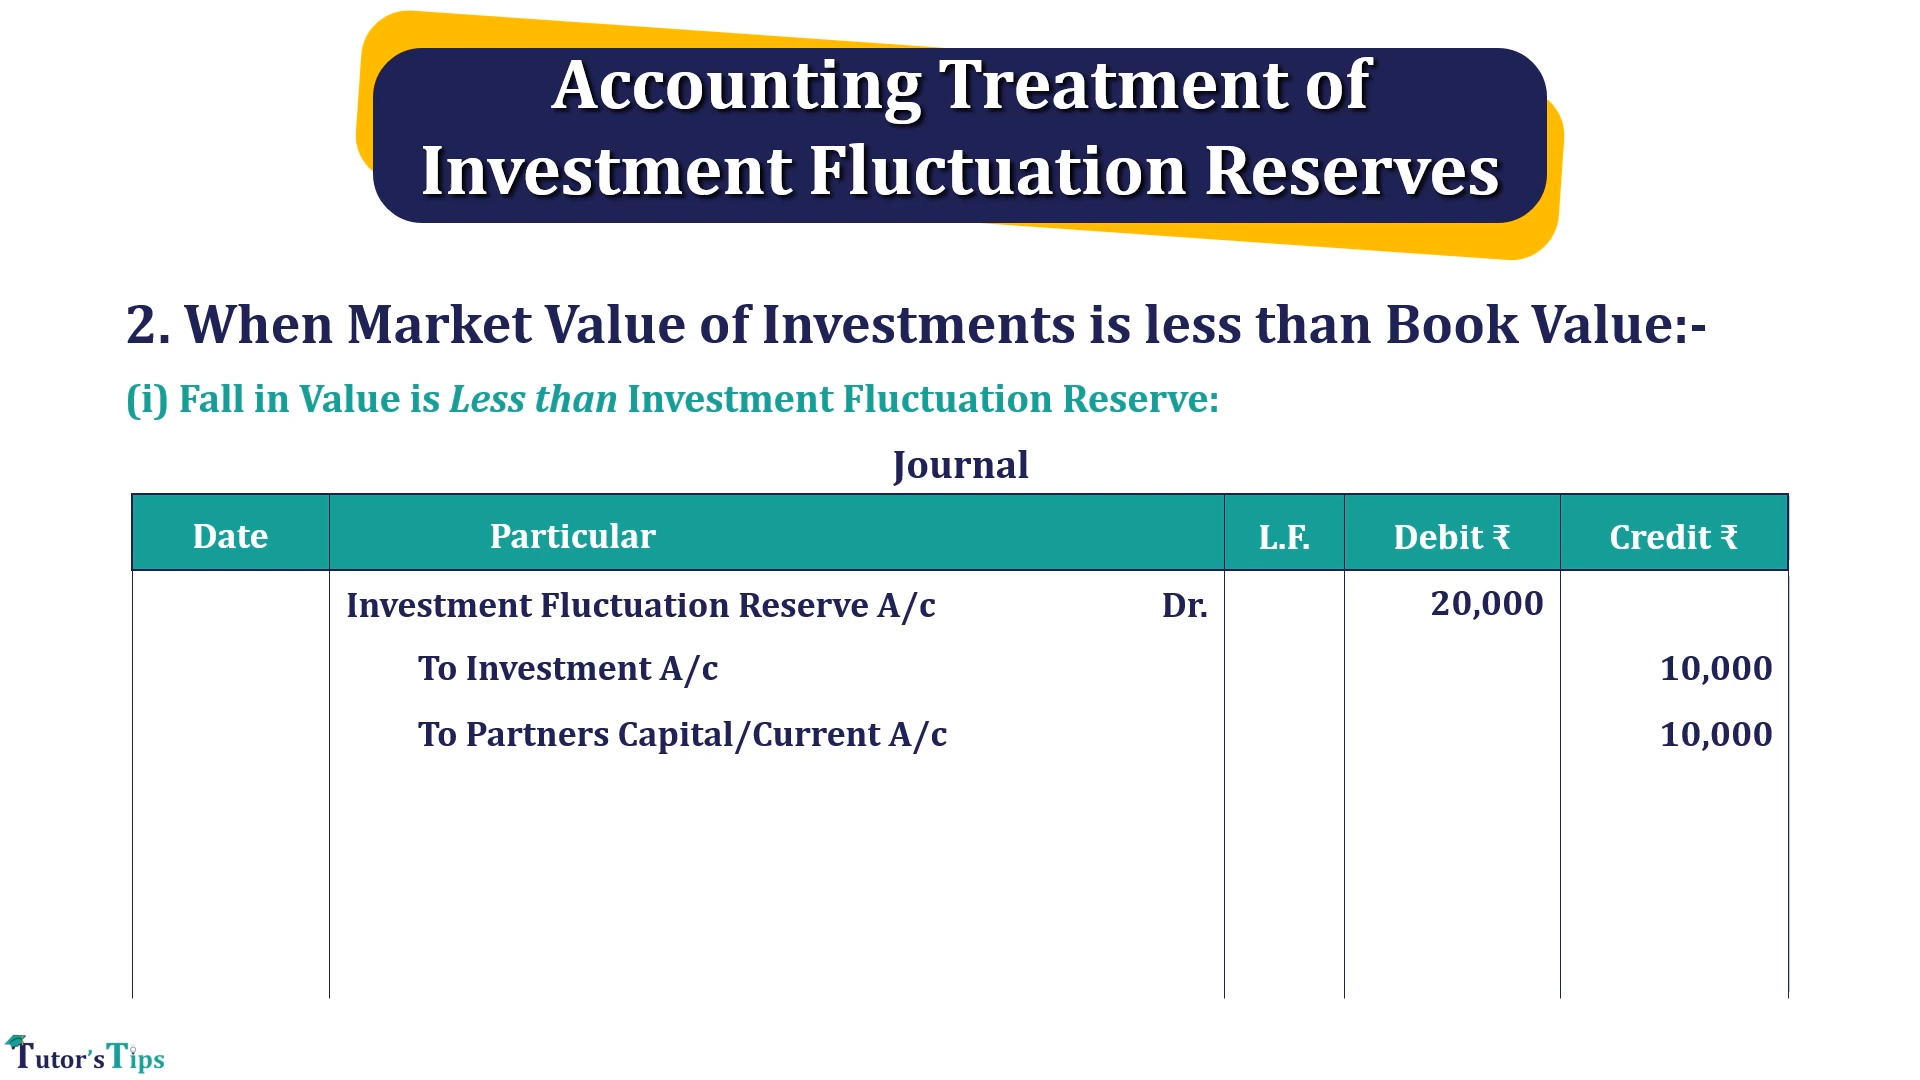 Accounting Treatment of
Investment Fluctuation Reserves
2. When Market Value of Investments is less than Book Value:-
(i) Fall in Value is Less than Investment Fluctuation Reserve:
Journal
Date Particular L.F. Debit ₹ Credit ₹
Investment Fluctuation Reserve A/c Dr. 20,000
To Investment A/c 10,000
To Partners Capital/Current A/c 10,000
Tutor'sTips